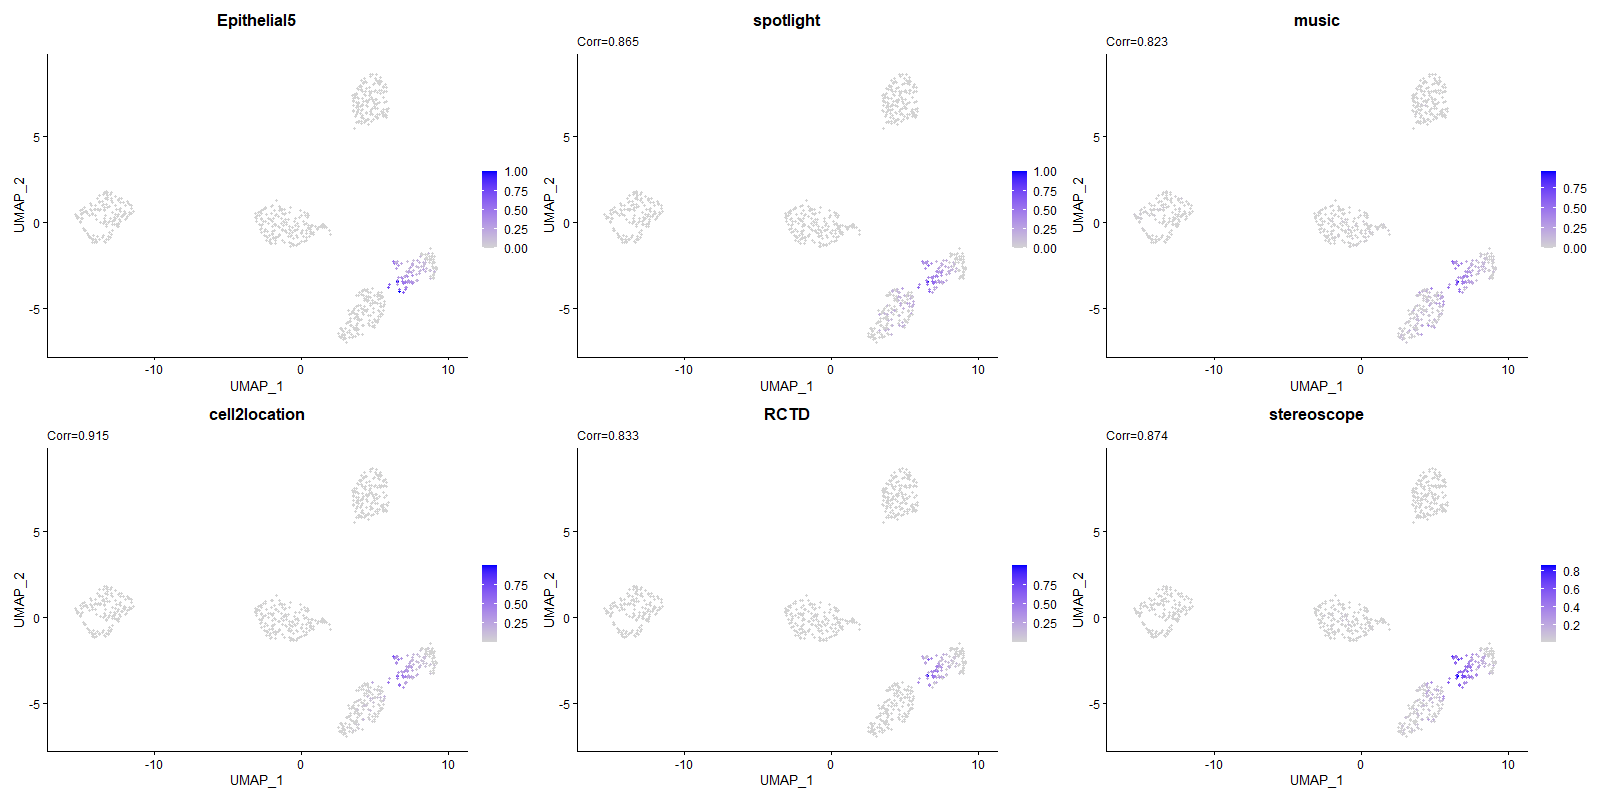 Epithelial5
UMAP_2
5
0
-5
-10
0
10
UMAP_1
1.00
0.75
0.50
0.25
0.00
spotlight
Corr=0.865
UMAP_2
5
0
-5
-10
0
10
UMAP_1
1.00
0.75
0.50
0.25
0.00
music
Corr=0.823
UMAP_2
5
0
-5
-10
0
10
UMAP_1
0.75
0.50
0.25
0.00
cell2location
Corr=0.915
UMAP_2
5
0
-5
-10
0
10
UMAP_1
0.75
0.50
0.25
RCTD
Corr=0.833
UMAP_2
5
0
-5
-10
0
10
UMAP_1
0.75
0.50
0.25
stereoscope
Corr=0.874
UMAP_2
5
0
-5
-10
0
10
UMAP_1
0.8
0.6
0.4
0.2